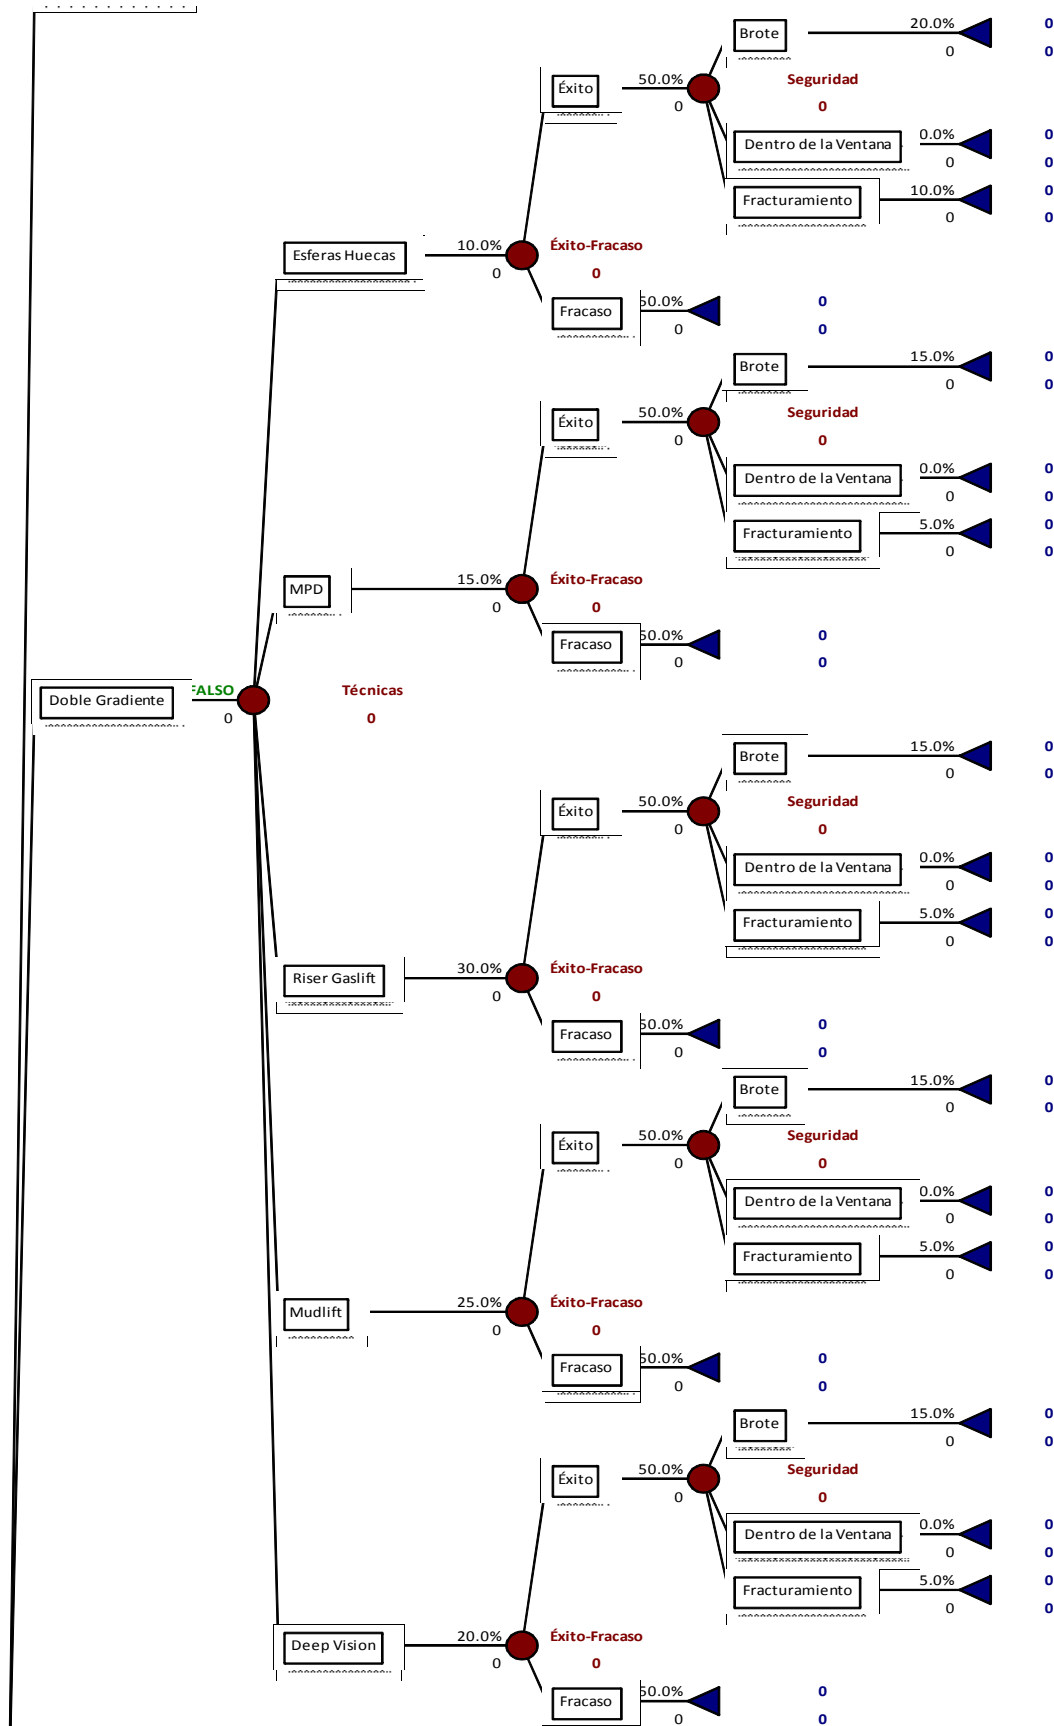 Brote 20.0% 0
0 0
Éxito 50.0% Seguridad
0 0
Dentro de la Ventana 0.0% 0
0 0
Fracturamiento 10.0% 0
0 0
Esferas Huecas 10.0% Éxito-Fracaso
0 0
Fracaso 50.0% 0
0 0
Brote 15.0% 0
0 0
Éxito 50.0% Seguridad
0 0
Dentro de la Ventana 0.0% 0
0 0
Fracturamiento 5.0% 0
0 0
MPD 15.0% Éxito-Fracaso
0 0
Fracaso 50.0% 0
0 0
Doble Gradiente FALSO Técnicas
0 0
Brote 15.0% 0
0 0
Éxito 50.0% Seguridad
0 0
Dentro de la Ventana 0.0% 0
0 0
Fracturamiento 5.0% 0
0 0
Riser Gaslift 30.0% Éxito-Fracaso
0 0
Fracaso 50.0% 0
0 0
Brote 15.0% 0
0 0
Éxito 50.0% Seguridad
0 0
Dentro de la Ventana 0.0% 0
0 0
Fracturamiento 5.0% 0
0 0
Mudlift 25.0% Éxito-Fracaso
0 0
Fracaso 50.0% 0
0 0
Brote 15.0% 0
0 0
Éxito 50.0% Seguridad
0 0
Dentro de la Ventana 0.0% 0
0 0
Fracturamiento 5.0% 0
0 0
Deep Vision 20.0% Éxito-Fracaso
0 0
Fracaso 50.0% 0
0 0